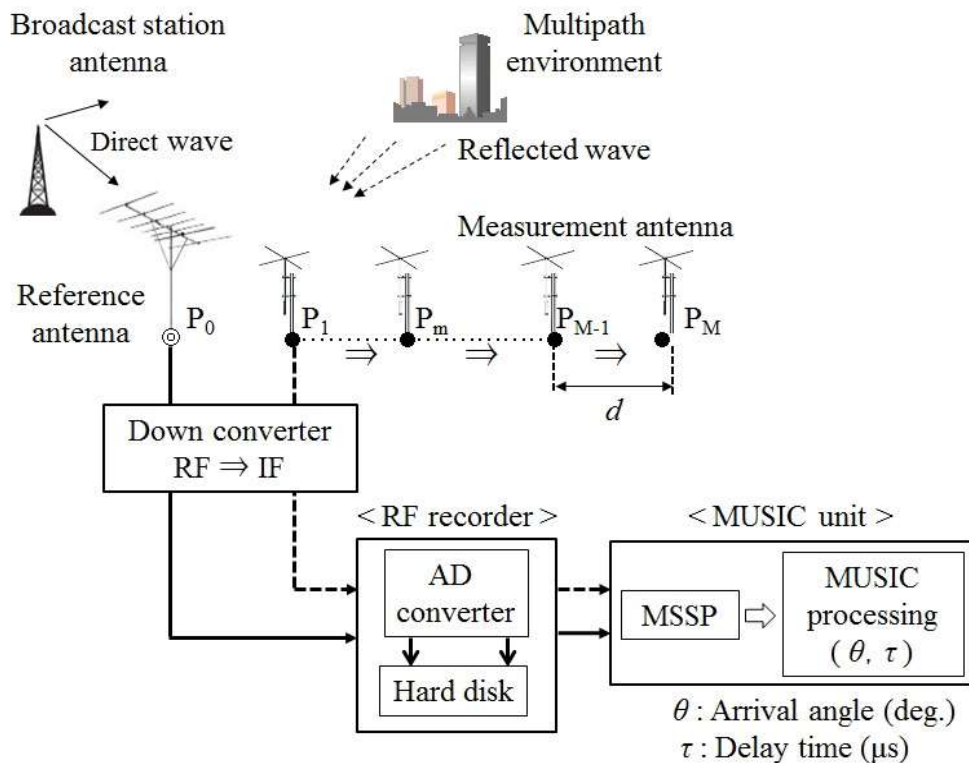 Broadcast station
antenna
Multipath
environment
Direct wave
Reflected wave
Measurement antenna
Reference
antenna
P0
P1
Pm
PM-1
PM
⇒
⇒
⇒
d
Down converter
RF ⇒ IF
< RF recorder >
< MUSIC unit >
AD
converter
Hard disk
MSSP
MUSIC
processing
( θ, τ )
θ : Arrival angle (deg.)
τ : Delay time (μs)